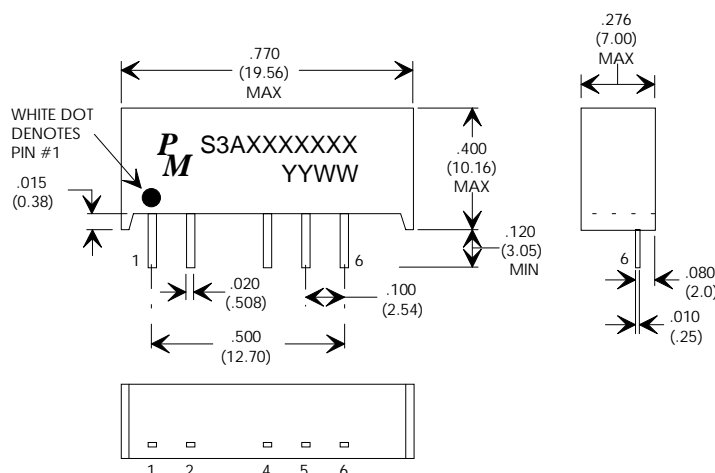 .770
(19.56)
MAX
.276
(7.00)
MAX
WHITE DOT
DENOTES
PIN #1
PM
S3AXXXXXXX
YYWW
.400
(10.16)
MAX
.015
(0.38)
.120
(3.05)
MIN
1
6
6
.020
(.508)
.100
(2.54)
.080
(2.0)
.010
(.25)
.500
(12.70)
1 2 4 5 6